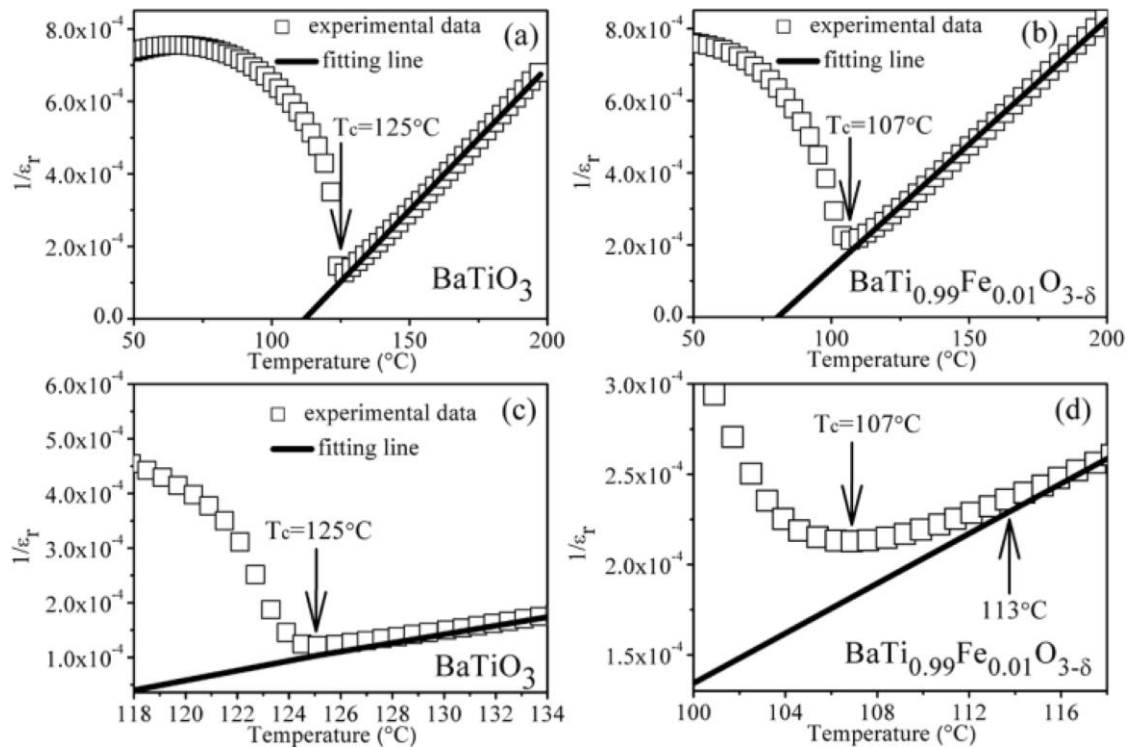 (a)
8.0x10-4
□ experimental data
fitting line
6.0x10-4
Tc=125°C
1/εr
4.0x10-4
2.0x10-4
BaTiO3
0.0
50 100 150 200
Temperature (°C)
(b)
8.0x10-4
□ experimental data
fitting line
6.0x10-4
Tc=107°C
1/εr
4.0x10-4
2.0x10-4
BaTi0.99Fe0.01O3-δ
0.0
50 100 150 200
Temperature (°C)
(c)
6.0x10-4
□ experimental data
fitting line
5.0x10-4
4.0x10-4
Tc=125°C
1/εr
3.0x10-4
2.0x10-4
1.0x10-4
BaTiO3
118 120 122 124 126 128 130 132 134
Temperature (°C)
(d)
3.0x10-4
Tc=107°C
2.5x10-4
1/εr
2.0x10-4
113°C
1.5x10-4
BaTi0.99Fe0.01O3-δ
100 104 108 112 116
Temperature (°C)